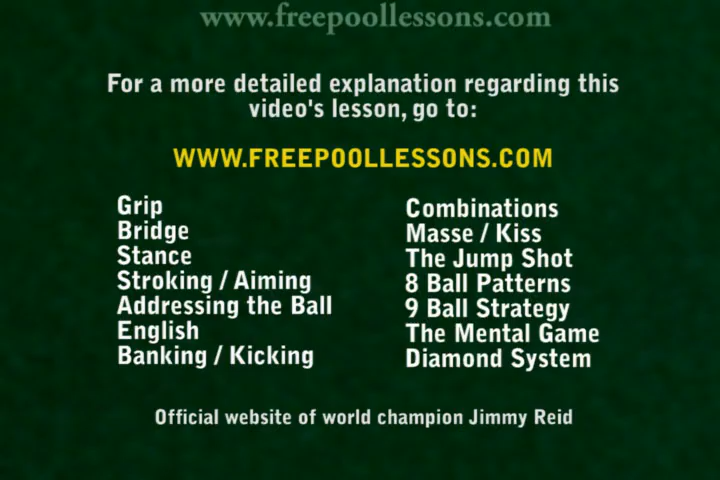 www.freepoollessons.com
For a more detailed explanation regarding this
video's lesson, go to:
WWW.FREEPOOLLESSONS.COM
Grip
Bridge
Stance
Stroking / Aiming
Addressing the Ball
English
Banking / Kicking
Combinations
Masse / Kiss
The Jump Shot
8 Ball Patterns
9 Ball Strategy
The Mental Game
Diamond System
Official website of world champion Jimmy Reid